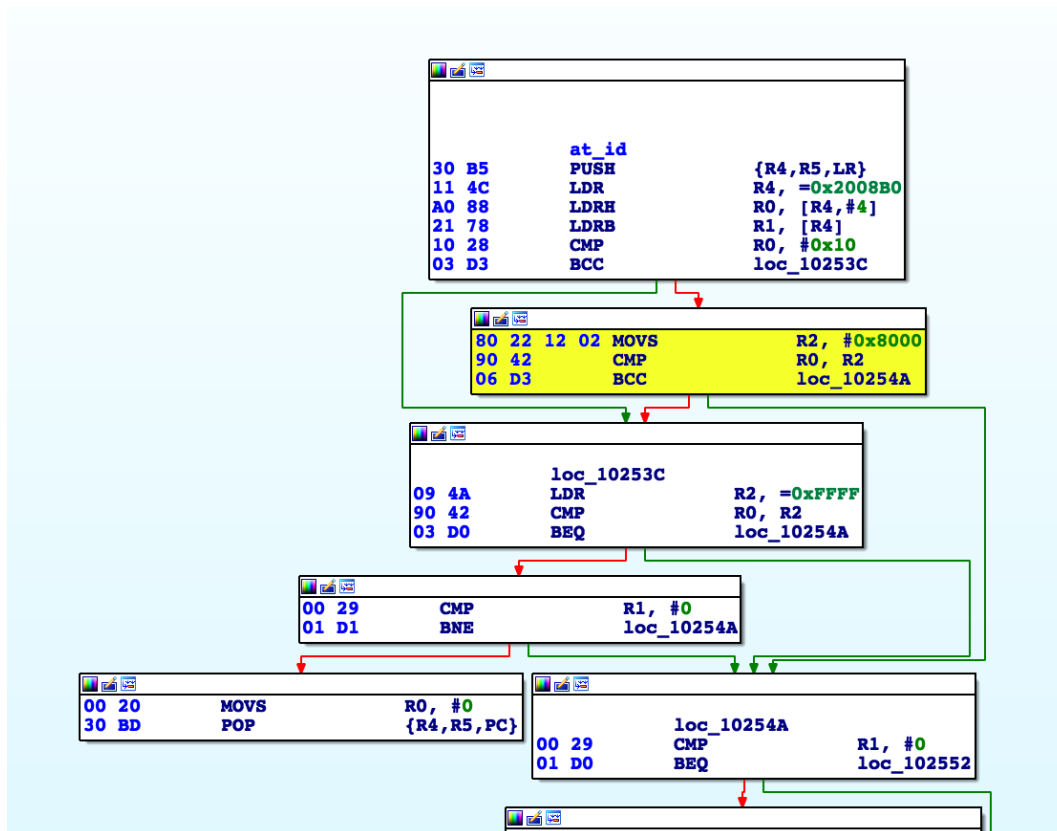 at_id
30 B5 PUSH {R4,R5,LR}
11 4C LDR R4, =0x2008B0
A0 88 LDRH R0, [R4,#4]
21 78 LDRB R1, [R4]
10 28 CMP R0, #0x10
03 D3 BCC loc_10253C
80 22 12 02 MOVS R2, #0x8000
90 42 CMP R0, R2
06 D3 BCC loc_10254A
loc_10253C
09 4A LDR R2, =0xFFFF
90 42 CMP R0, R2
03 D0 BEQ loc_10254A
00 29 CMP R1, #0
01 D1 BNE loc_10254A
00 20 MOVS R0, #0
30 BD POP {R4,R5,PC}
loc_10254A
00 29 CMP R1, #0
01 D0 BEQ loc_102552